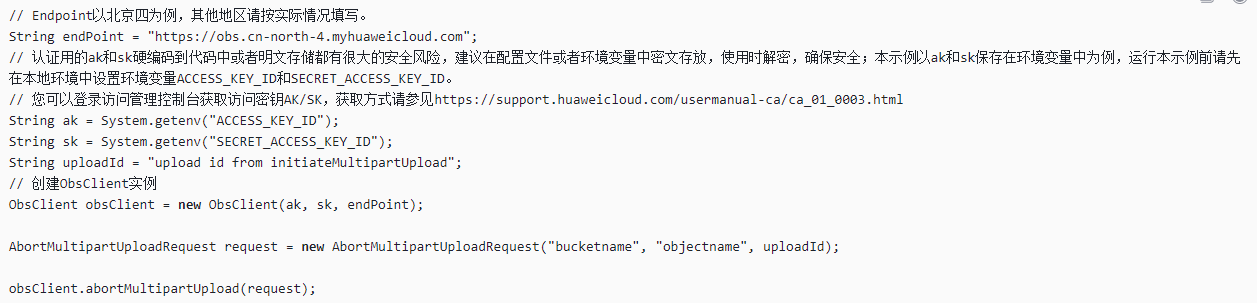 // Endpoint以北京四为例，其他地区请按实际情况填写。
String endPoint = "https://obs.cn-north-4.myhuaweicloud.com";
// 认证用的ak和sk硬编码到代码中或者明文存储都有很大的安全风险，建议在配置文件或者环境变量中密文存放，使用时解密，确保安全；本示例以ak和sk保存在环境变量中为例，运行本示例前请先
在本地环境中设置环境变量ACCESS_KEY_ID和SECRET_ACCESS_KEY_ID。
// 您可以登录访问管理控制台获取访问密钥AK/SK，获取方式请参见https://support.huaweicloud.com/usermanual-ca/ca_01_0003.html
String ak = System.getenv("ACCESS_KEY_ID");
String sk = System.getenv("SECRET_ACCESS_KEY_ID");
String uploadId = "upload id from initiateMultipartUpload";
// 创建ObsClient实例
ObsClient obsClient = new ObsClient(ak, sk, endPoint);
AbortMultipartUploadRequest request = new AbortMultipartUploadRequest("bucketname", "objectname", uploadId);
obsClient.abortMultipartUpload(request);